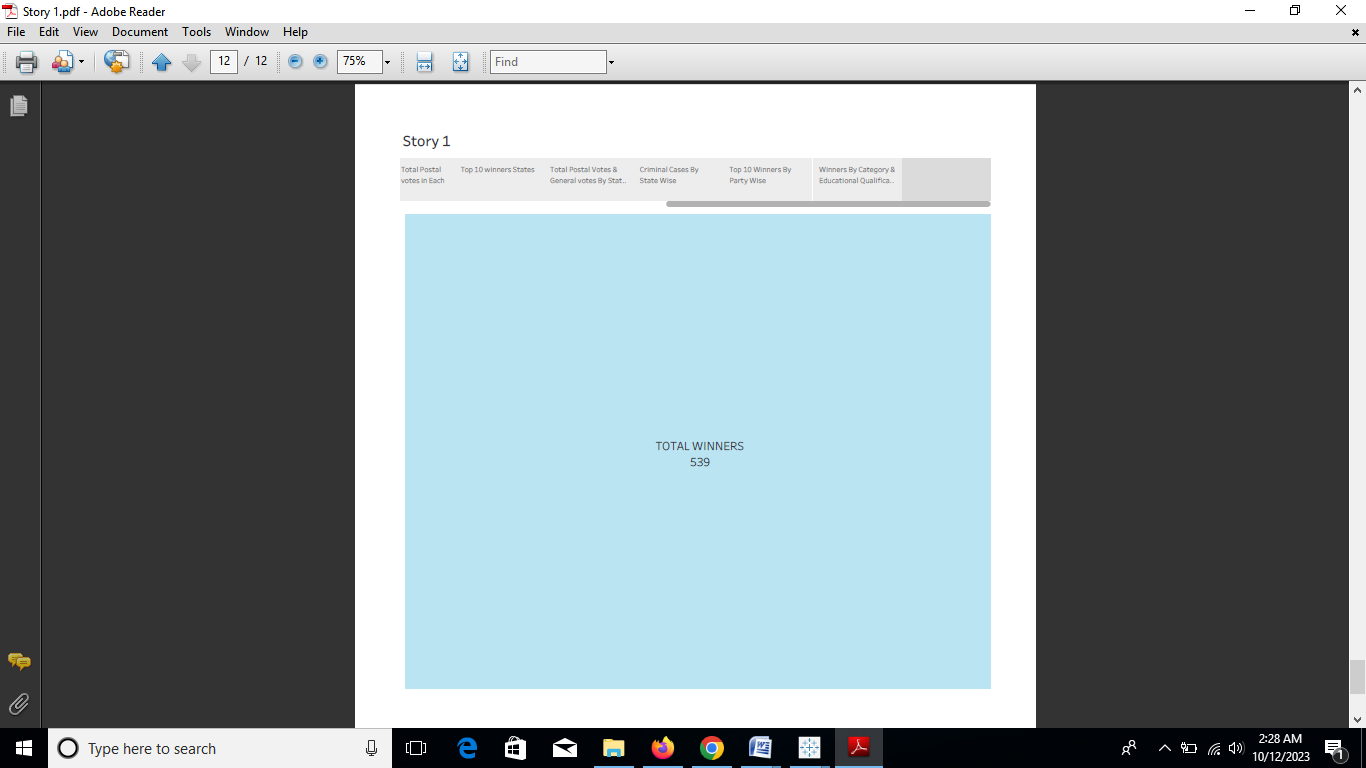 Story 1.pdf - Adobe Reader
File Edit View Document Tools Window Help
12 / 12 75% Find
Story 1
Total Postal
votes in Each
Top 10 winners States
Total Postal Votes &
General votes By Stat..
Criminal Cases By
State Wise
Top 10 Winners By
Party Wise
Winners By Category &
Educational Qualifica..
TOTAL WINNERS
539
Type here to search
2:28 AM
10/12/2023
1